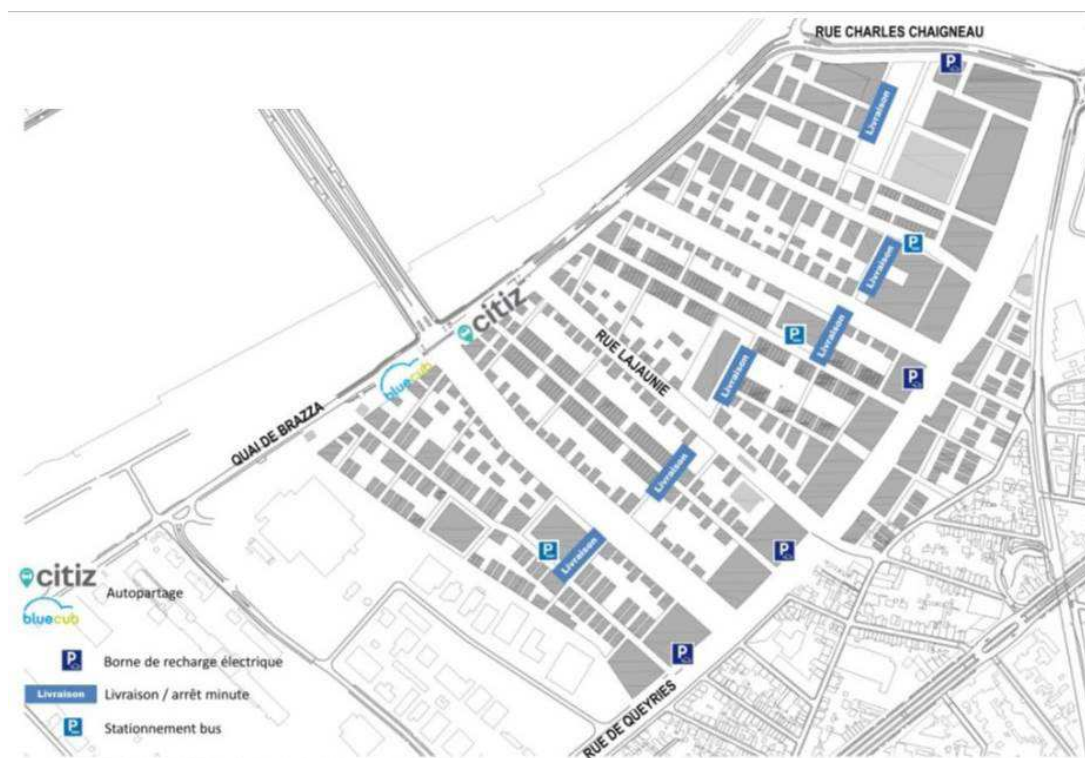 RUE CHARLES CHAIGNEAU
P
Livraison
P
Livraison
citiz
Livraison
P
RUE LAJAUNIE
Livraison
bluecub
P
QUAI DE BRAZZA
Livraison
P
Livraison
P
citiz
Autopartage
bluecub
P
RUE DE QUEYRIES
P Borne de recharge électrique
Livraison Livraison / arrêt minute
P Stationnement bus